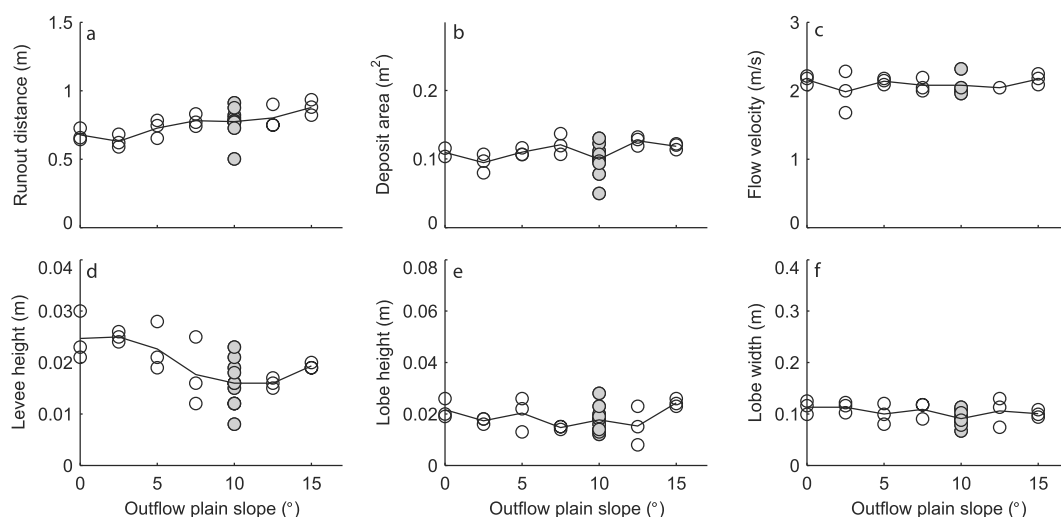 a
Runout distance (m)
1.5
1
0.5
0
b
Deposit area (m²)
0.2
0.1
0
c
Flow velocity (m/s)
3
2
1
0
d
Levee height (m)
0.04
0.03
0.02
0.01
0
0 5 10 15
Outflow plain slope (°)
e
Lobe height (m)
0.08
0.06
0.04
0.02
0
0 5 10 15
Outflow plain slope (°)
f
Lobe width (m)
0.4
0.3
0.2
0.1
0
0 5 10 15
Outflow plain slope (°)